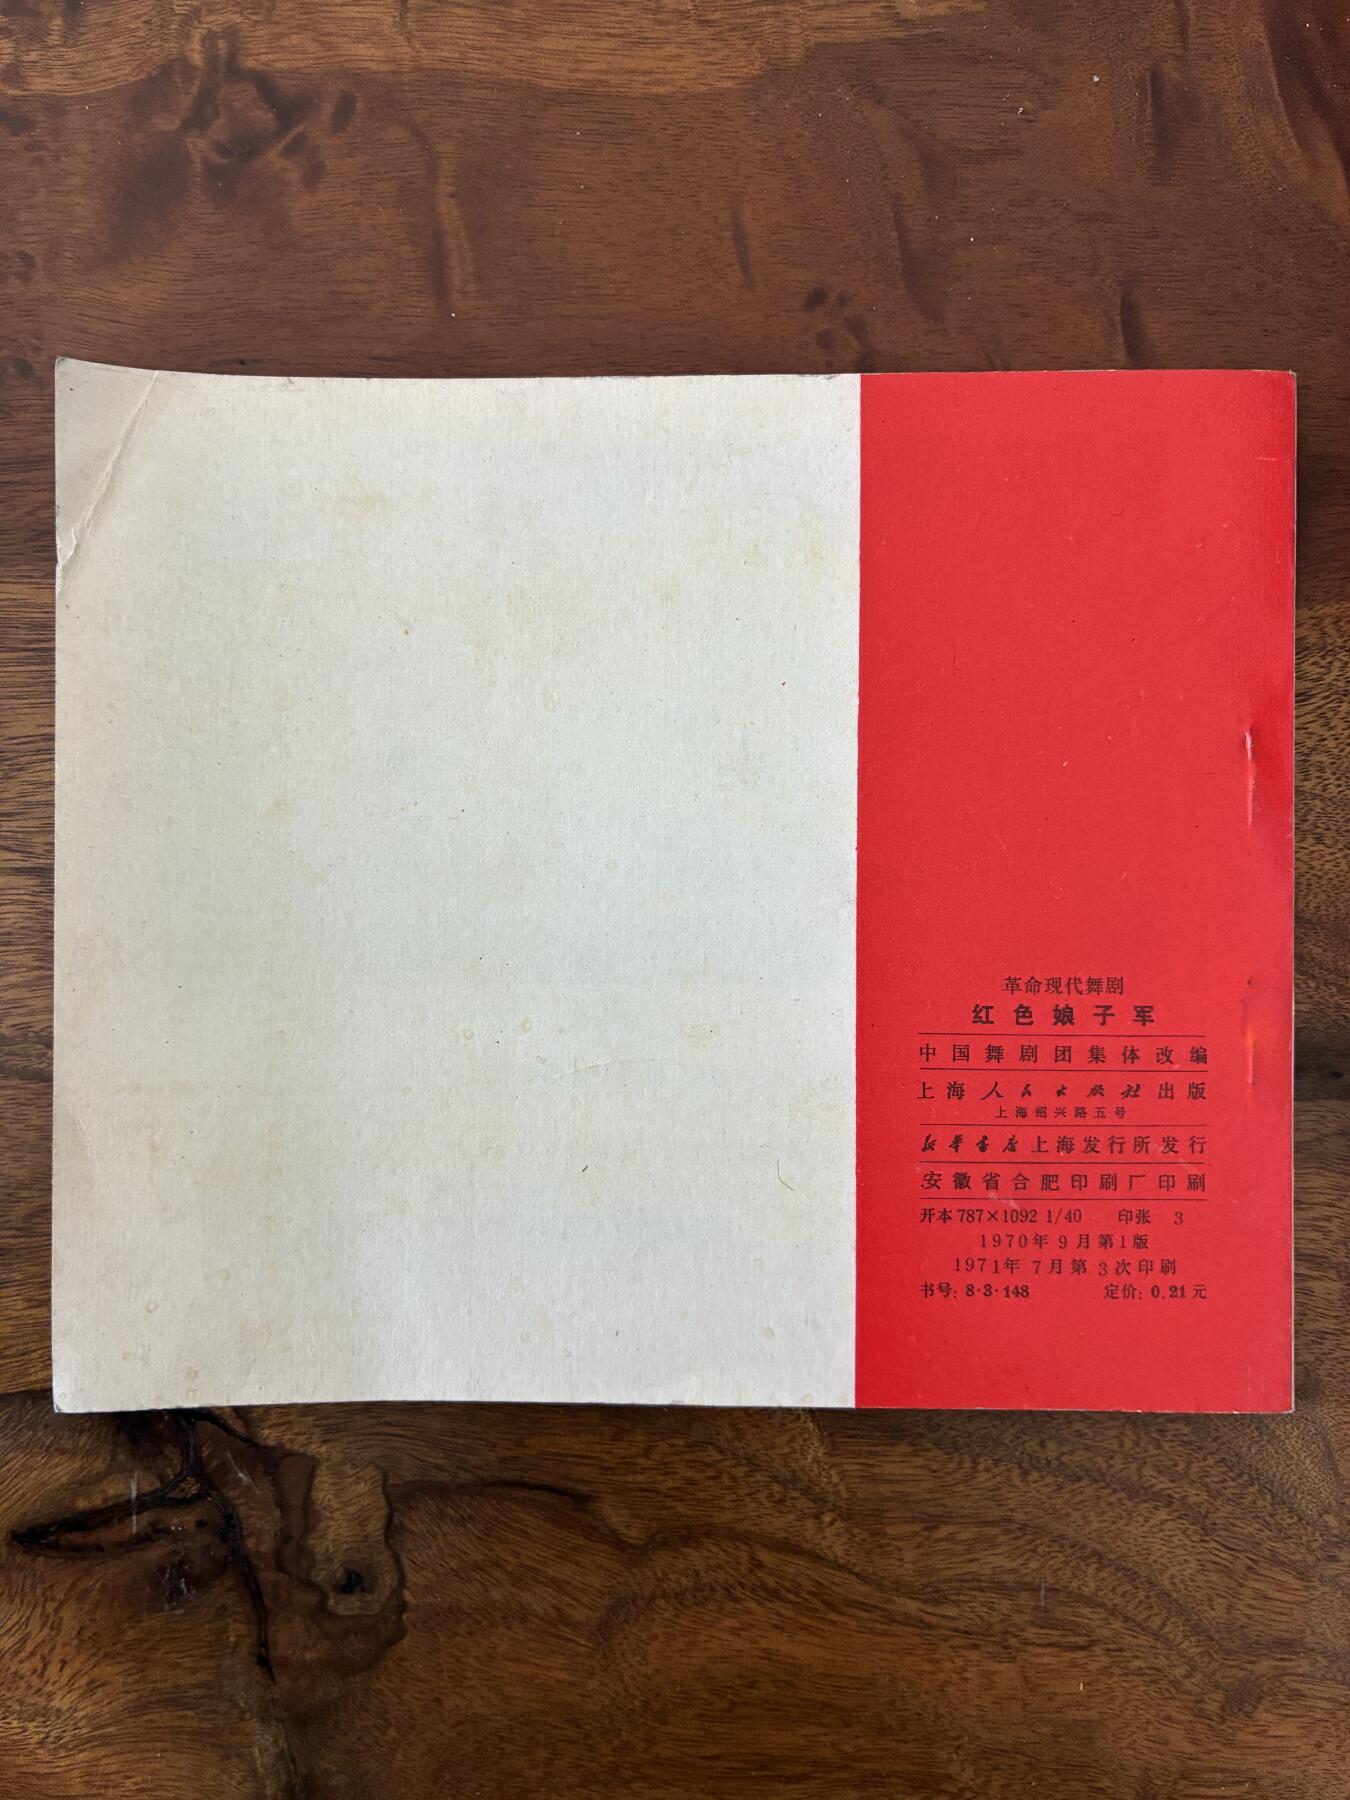 革命现代舞剧
红色娘子军
中国舞剧团集体改编
上海人民出版社出版
上海绍兴路五号
新华书店上海发行所发行
安徽省合肥印刷厂印刷
开本 787×1092 1/40 印张 3
1970年9月第1版
1971年7月第3次印刷
书号: 8·3·148 定价: 0.21元